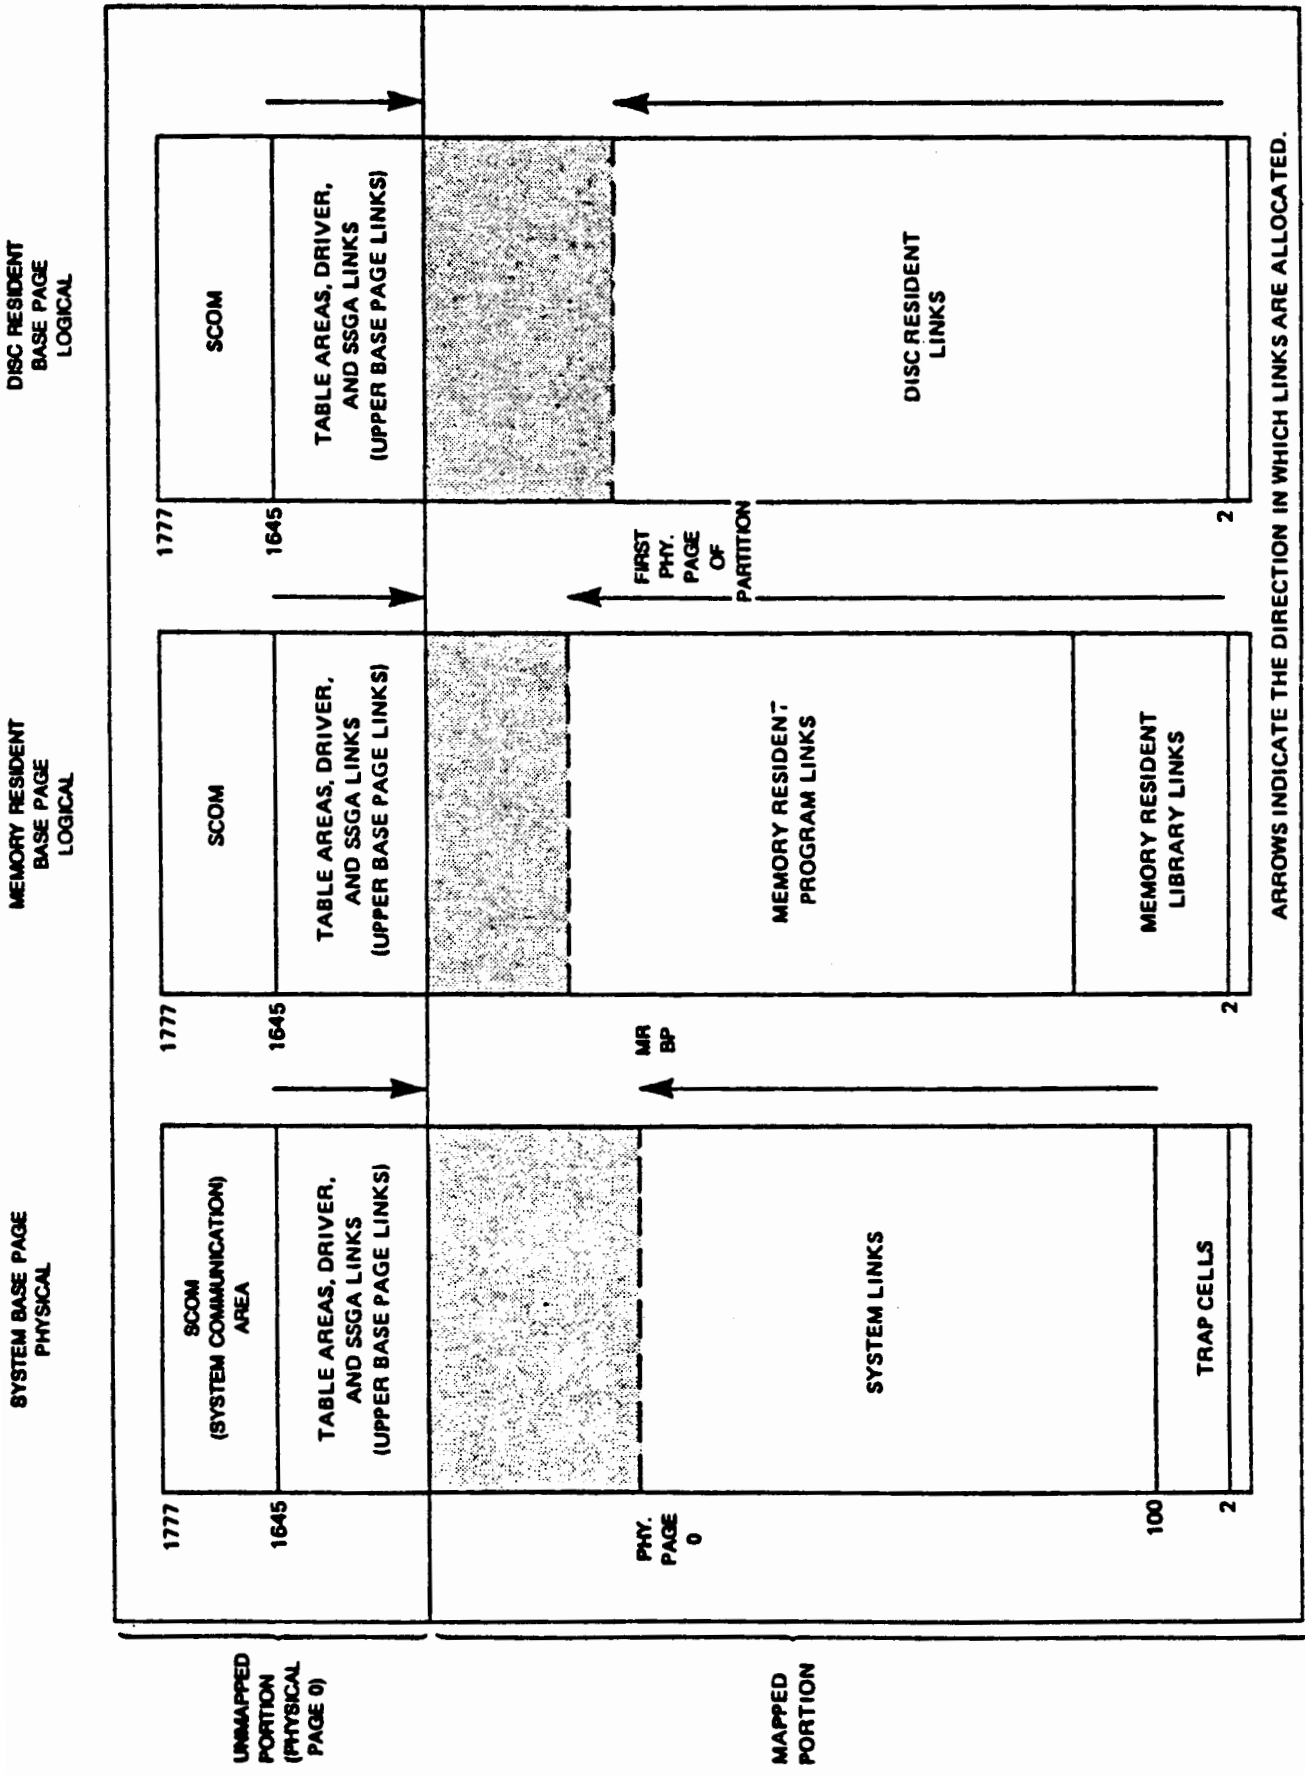 SYSTEM BASE PAGE
PHYSICAL
MEMORY RESIDENT
BASE PAGE
LOGICAL
DISC RESIDENT
BASE PAGE
LOGICAL
UNMAPPED
PORTION
(PHYSICAL
PAGE 0)
MAPPED
PORTION
1777
1645
PHY.
PAGE
0
100
2
SCOM
(SYSTEM COMMUNICATION)
AREA
TABLE AREAS, DRIVER,
AND SSGA LINKS
(UPPER BASE PAGE LINKS)
SYSTEM LINKS
TRAP CELLS
1777
1645
MR
BP
2
SCOM
TABLE AREAS, DRIVER,
AND SSGA LINKS
(UPPER BASE PAGE LINKS)
MEMORY RESIDENT
PROGRAM LINKS
MEMORY RESIDENT
LIBRARY LINKS
1777
1645
FIRST
PHY.
PAGE
OF
PARTITION
2
SCOM
TABLE AREAS, DRIVER,
AND SSGA LINKS
(UPPER BASE PAGE LINKS)
DISC RESIDENT
LINKS
ARROWS INDICATE THE DIRECTION IN WHICH LINKS ARE ALLOCATED.